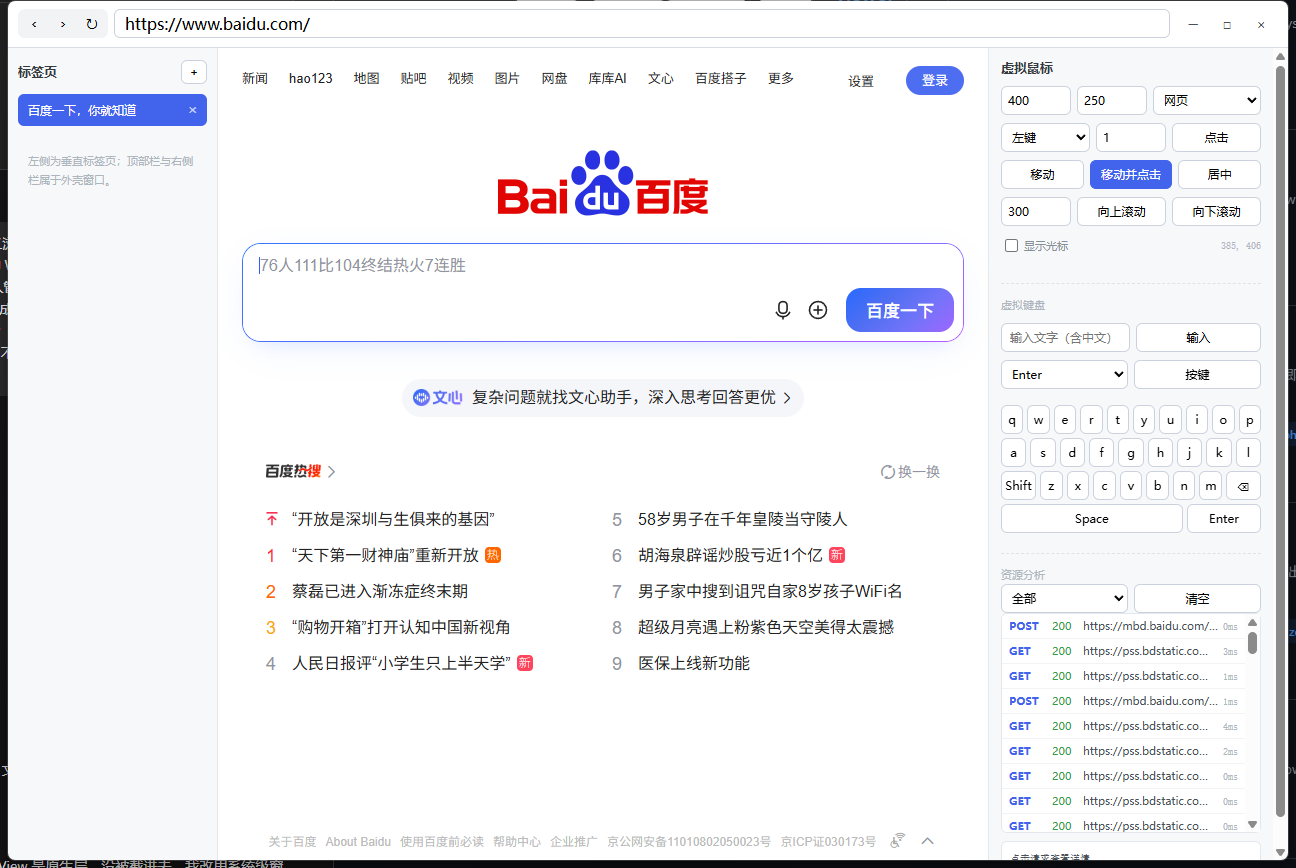 https://www.baidu.com/
标签页
+
百度一下，你就知道 ×
左侧为垂直标签页；顶部栏与右侧
栏属于外壳窗口。
新闻 hao123 地图 贴吧 视频 图片 网盘 库库AI 文心 百度搭子 更多 设置 登录
Bai du 百度
76人111比104终结热火7连胜
百度一下
文心 复杂问题就找文心助手，深入思考回答更优 >
百度热搜 >
换一换
“开放是深圳与生俱来的基因”
1 “天下第一财神庙”重新开放 热
2 蔡磊已进入渐冻症终末期
3 “购物开箱”打开认知中国新视角
4 人民日报评“小学生只上半天学” 新
5 58岁男子在千年皇陵当守陵人
6 胡海泉辟谣炒股亏近1个亿 新
7 男子家中搜到诅咒自家8岁孩子WiFi名
8 超级月亮遇上粉紫色天空美得太震撼
9 医保上线新功能
关于百度 About Baidu 使用百度前必读 帮助中心 企业推广 京公网安备11010802050023号 京ICP证030173号
虚拟鼠标
400 250 网页
左键 1 点击
移动 移动并点击 居中
300 向上滚动 向下滚动
显示光标 385, 406
虚拟键盘
输入文字（含中文） 输入
Enter 按键
q w e r t y u i o p
a s d f g h j k l
Shift z x c v b n m ⌫
Space Enter
资源分析
全部 清空
POST 200 https://mbd.baidu.com/... 0ms
GET 200 https://pss.bdstatic.co... 3ms
GET 200 https://pss.bdstatic.co... 1ms
POST 200 https://mbd.baidu.com/... 1ms
GET 200 https://pss.bdstatic.co... 4ms
GET 200 https://pss.bdstatic.co... 2ms
GET 200 https://pss.bdstatic.co... 0ms
GET 200 https://pss.bdstatic.co... 0ms
GET 200 https://pss.bdstatic.co... 0ms